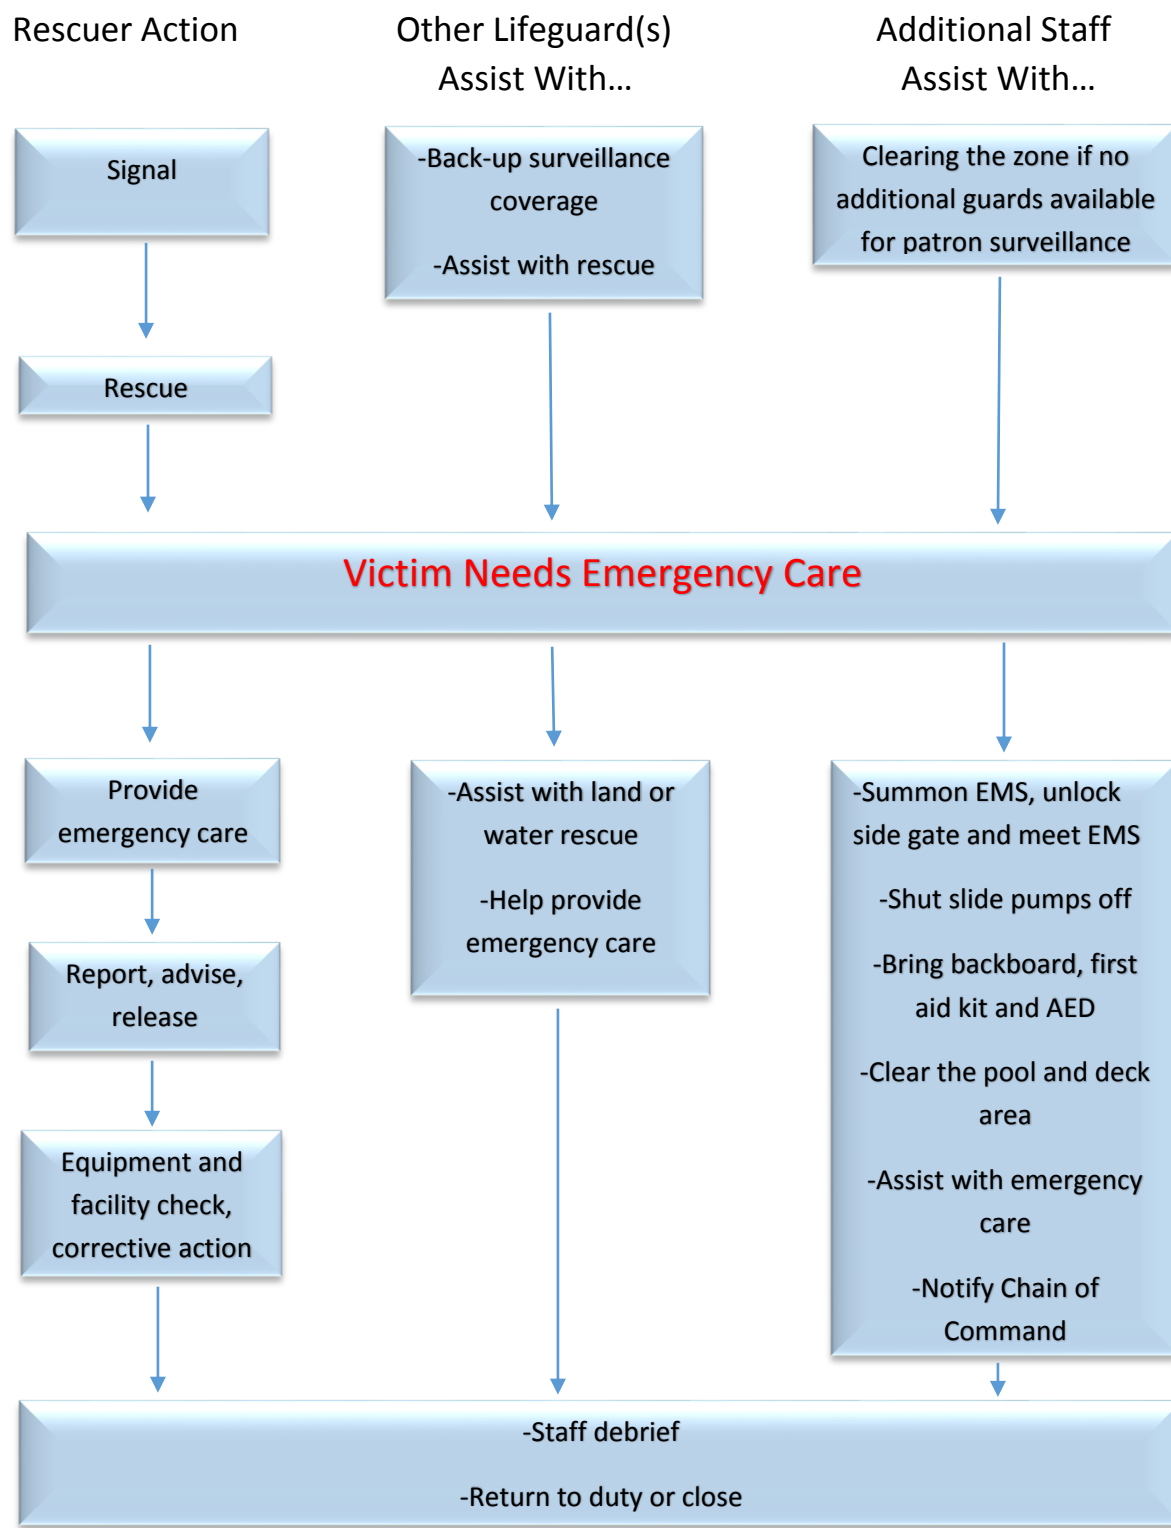 Rescuer Action
Other Lifeguard(s)
Assist With...
Additional Staff
Assist With...
Signal
-Back-up surveillance
coverage
-Assist with rescue
Clearing the zone if no
additional guards available
for patron surveillance
Rescue
Victim Needs Emergency Care
Provide
emergency care
Report, advise,
release
Equipment and
facility check,
corrective action
-Assist with land or
water rescue
-Help provide
emergency care
-Summon EMS, unlock
side gate and meet EMS
-Shut slide pumps off
-Bring backboard, first
aid kit and AED
-Clear the pool and deck
area
-Assist with emergency
care
-Notify Chain of
Command
-Staff debrief
-Return to duty or close